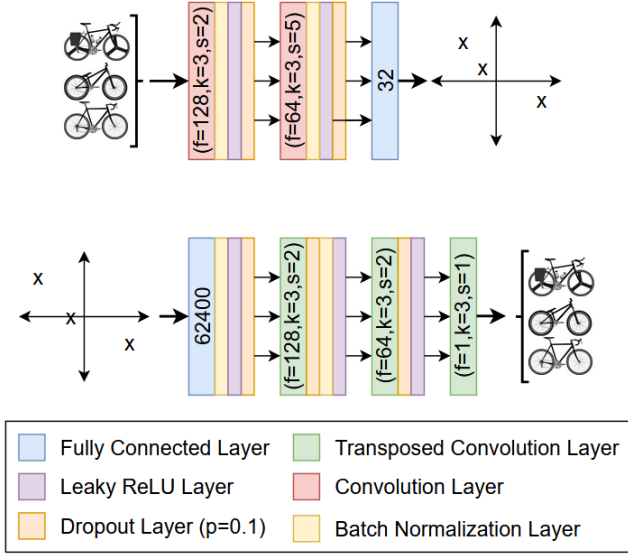 (f=128,k=3,s=2)
(f=64,k=3,s=5)
32
x
x
x
x
x
x
62400
(f=128,k=3,s=2)
(f=64,k=3,s=2)
(f=1,k=3,s=1)
Fully Connected Layer
Transposed Convolution Layer
Leaky ReLU Layer
Convolution Layer
Dropout Layer (p=0.1)
Batch Normalization Layer